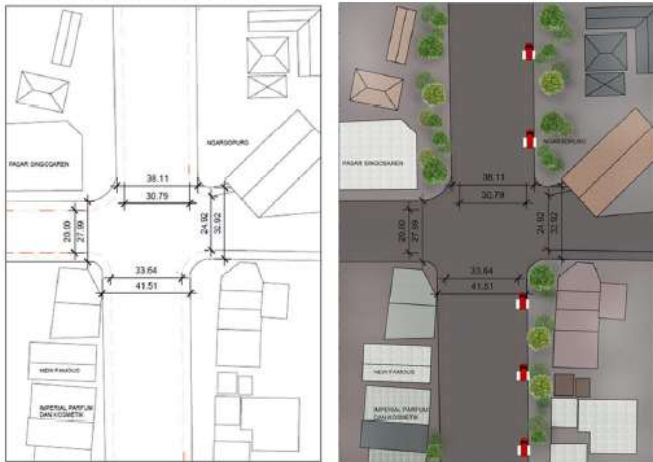 NGARSOPURO
PASAR SINGOSAREN
38.11
30.79
20.00
27.99
24.92
32.92
33.64
41.51
NEW FAMOUS
IMPERIAL PARFUM
DAN KOSMETIK
NGARSOPURO
PASAR SINGOSAREN
38.11
30.79
20.00
27.99
24.92
32.92
33.64
41.51
NEW FAMOUS
IMPERIAL PARFUM
DAN KOSMETIK